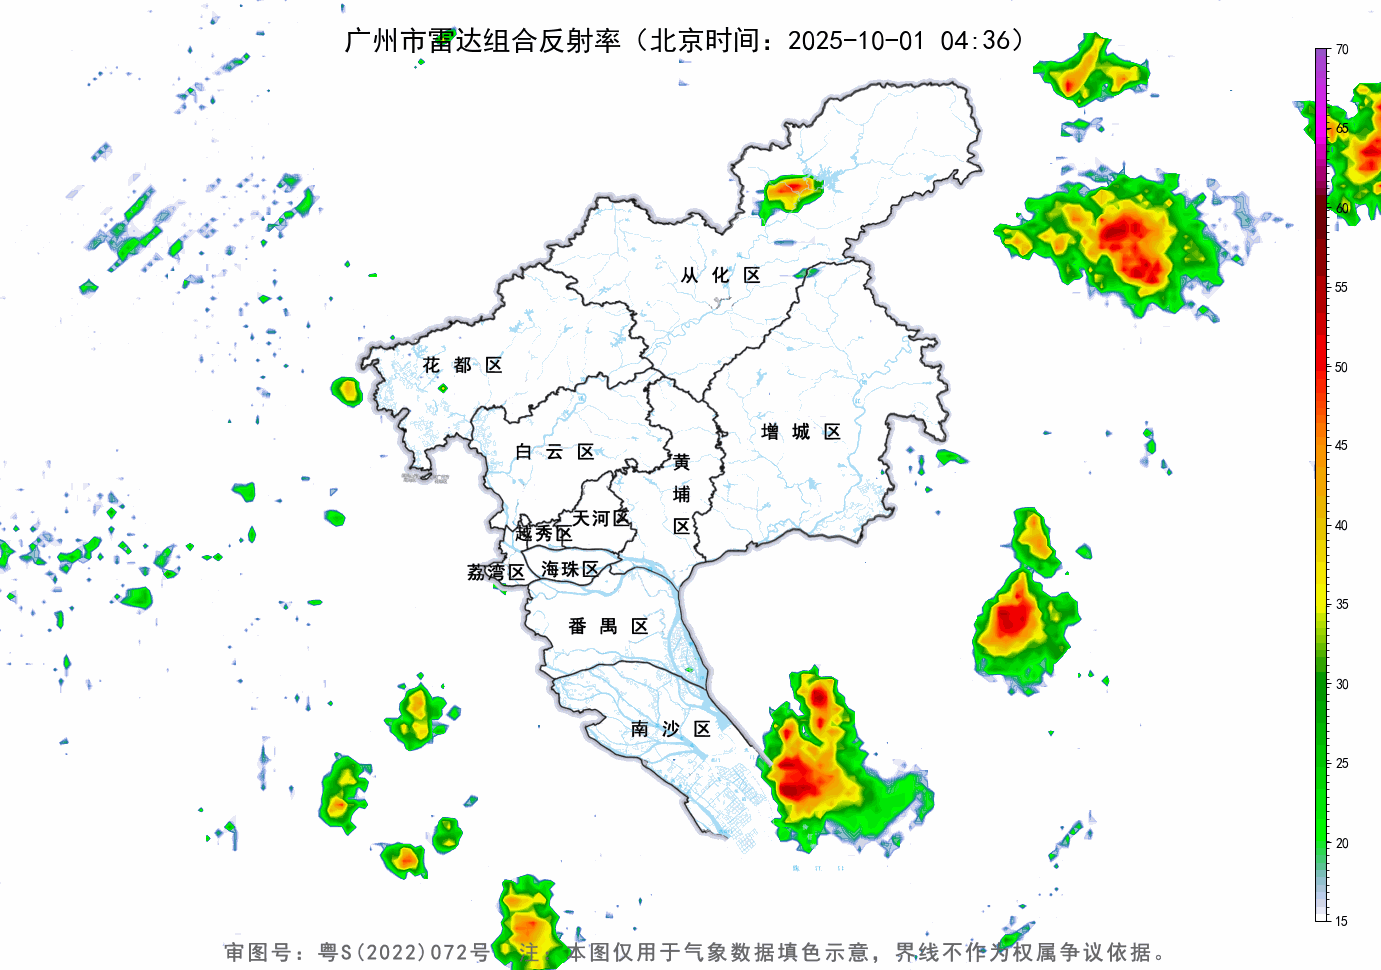 广州市雷达组合反射率（北京时间：2025-10-01 04:36）
70
65
60
55
50
45
40
35
30
25
20
15
从化区
花都区
增城区
白云区
黄埔区
天河区
越秀区
荔湾区
海珠区
番禺区
南沙区
审图号：粤S(2022)072号 注 本图仅用于气象数据填色示意，界线不作为权属争议依据。